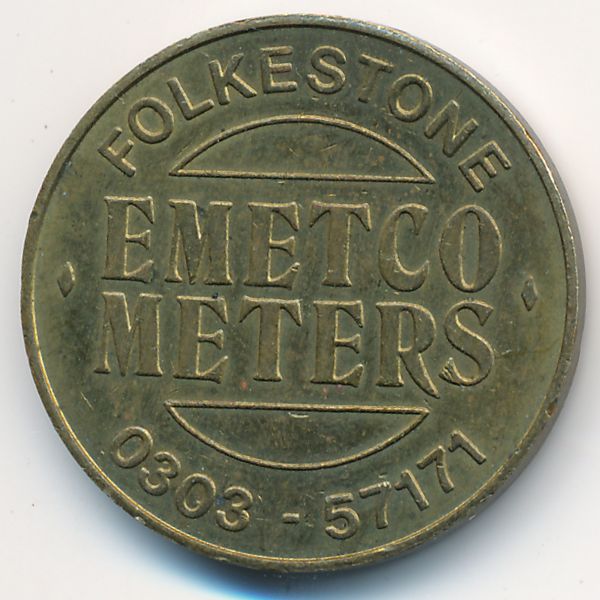 FOLKESTONE
EMETCO
METERS
0303 - 57171